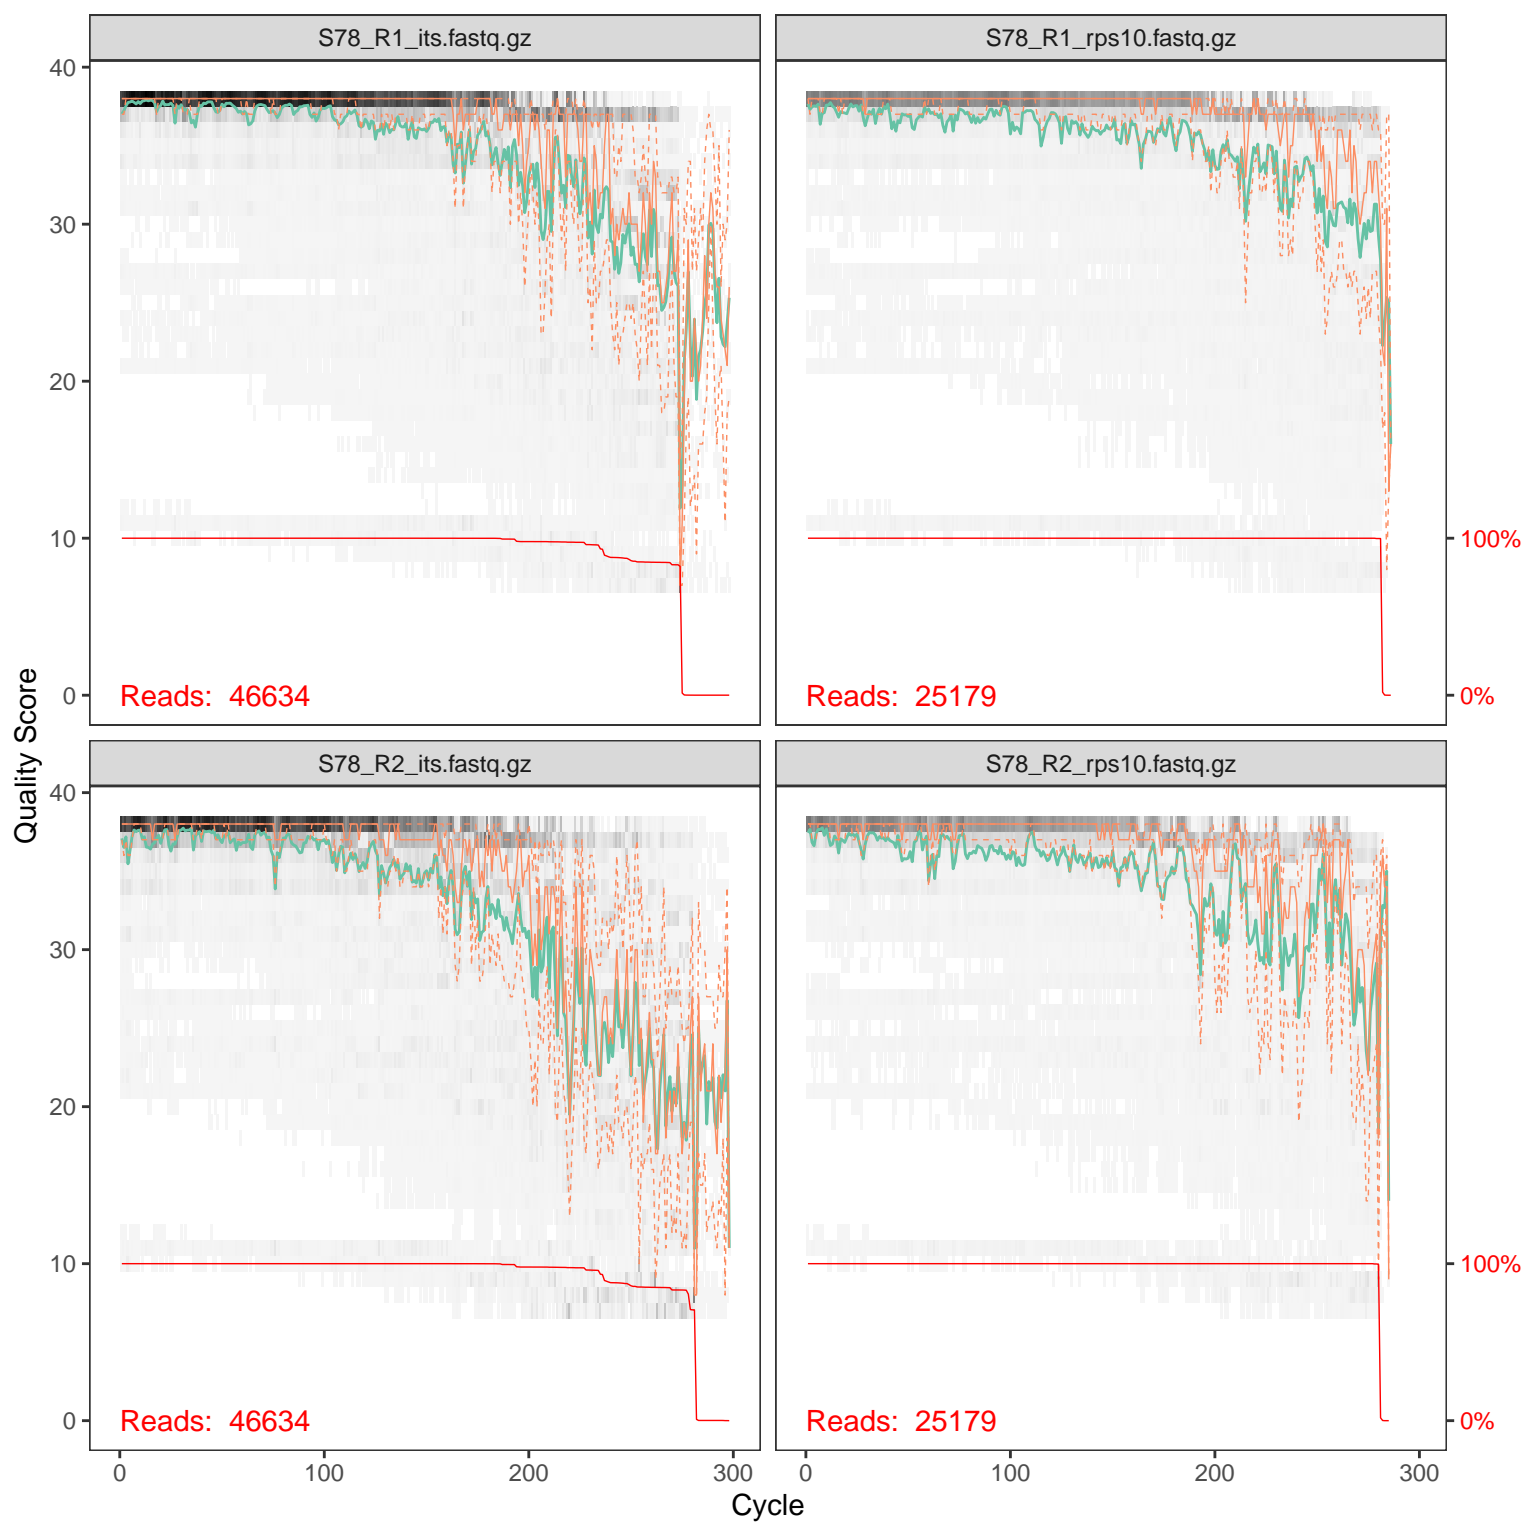 S78_R1_its.fastq.gz
S78_R1_rps10.fastq.gz
40
30
20
10
0
Reads: 46634
Reads: 25179
100%
0%
Quality Score
S78_R2_its.fastq.gz
S78_R2_rps10.fastq.gz
40
30
20
10
0
Reads: 46634
Reads: 25179
100%
0%
0 100 200 300
0 100 200 300
Cycle